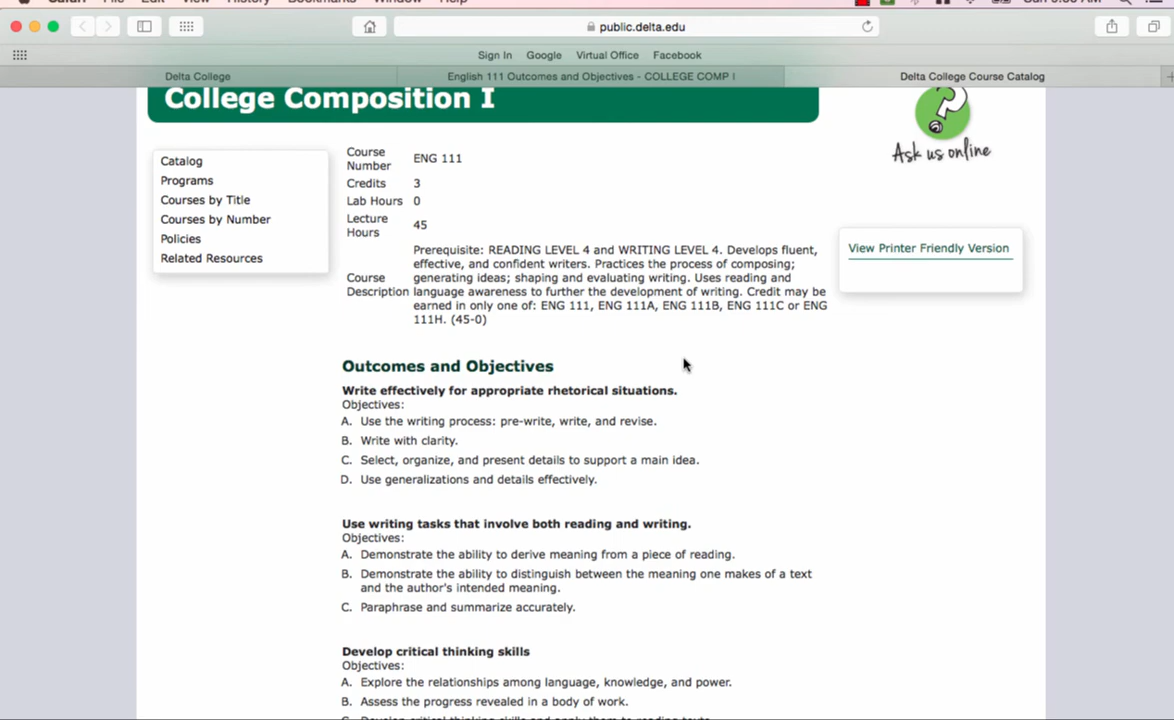 public.delta.edu
Sign In Google Virtual Office Facebook
Delta College
English 111 Outcomes and Objectives - COLLEGE COMP I
Delta College Course Catalog
College Composition I
Ask us online
Catalog
Programs
Courses by Title
Courses by Number
Policies
Related Resources
Course
Number
ENG 111
Credits 3
Lab Hours 0
Lecture
Hours
45
Course
Description
Prerequisite: READING LEVEL 4 and WRITING LEVEL 4. Develops fluent,
effective, and confident writers. Practices the process of composing;
generating ideas; shaping and evaluating writing. Uses reading and
language awareness to further the development of writing. Credit may be
earned in only one of: ENG 111, ENG 111A, ENG 111B, ENG 111C or ENG
111H. (45-0)
View Printer Friendly Version
Outcomes and Objectives
Write effectively for appropriate rhetorical situations.
Objectives:
A. Use the writing process: pre-write, write, and revise.
B. Write with clarity.
C. Select, organize, and present details to support a main idea.
D. Use generalizations and details effectively.
Use writing tasks that involve both reading and writing.
Objectives:
A. Demonstrate the ability to derive meaning from a piece of reading.
B. Demonstrate the ability to distinguish between the meaning one makes of a text
and the author's intended meaning.
C. Paraphrase and summarize accurately.
Develop critical thinking skills
Objectives:
A. Explore the relationships among language, knowledge, and power.
B. Assess the progress revealed in a body of work.